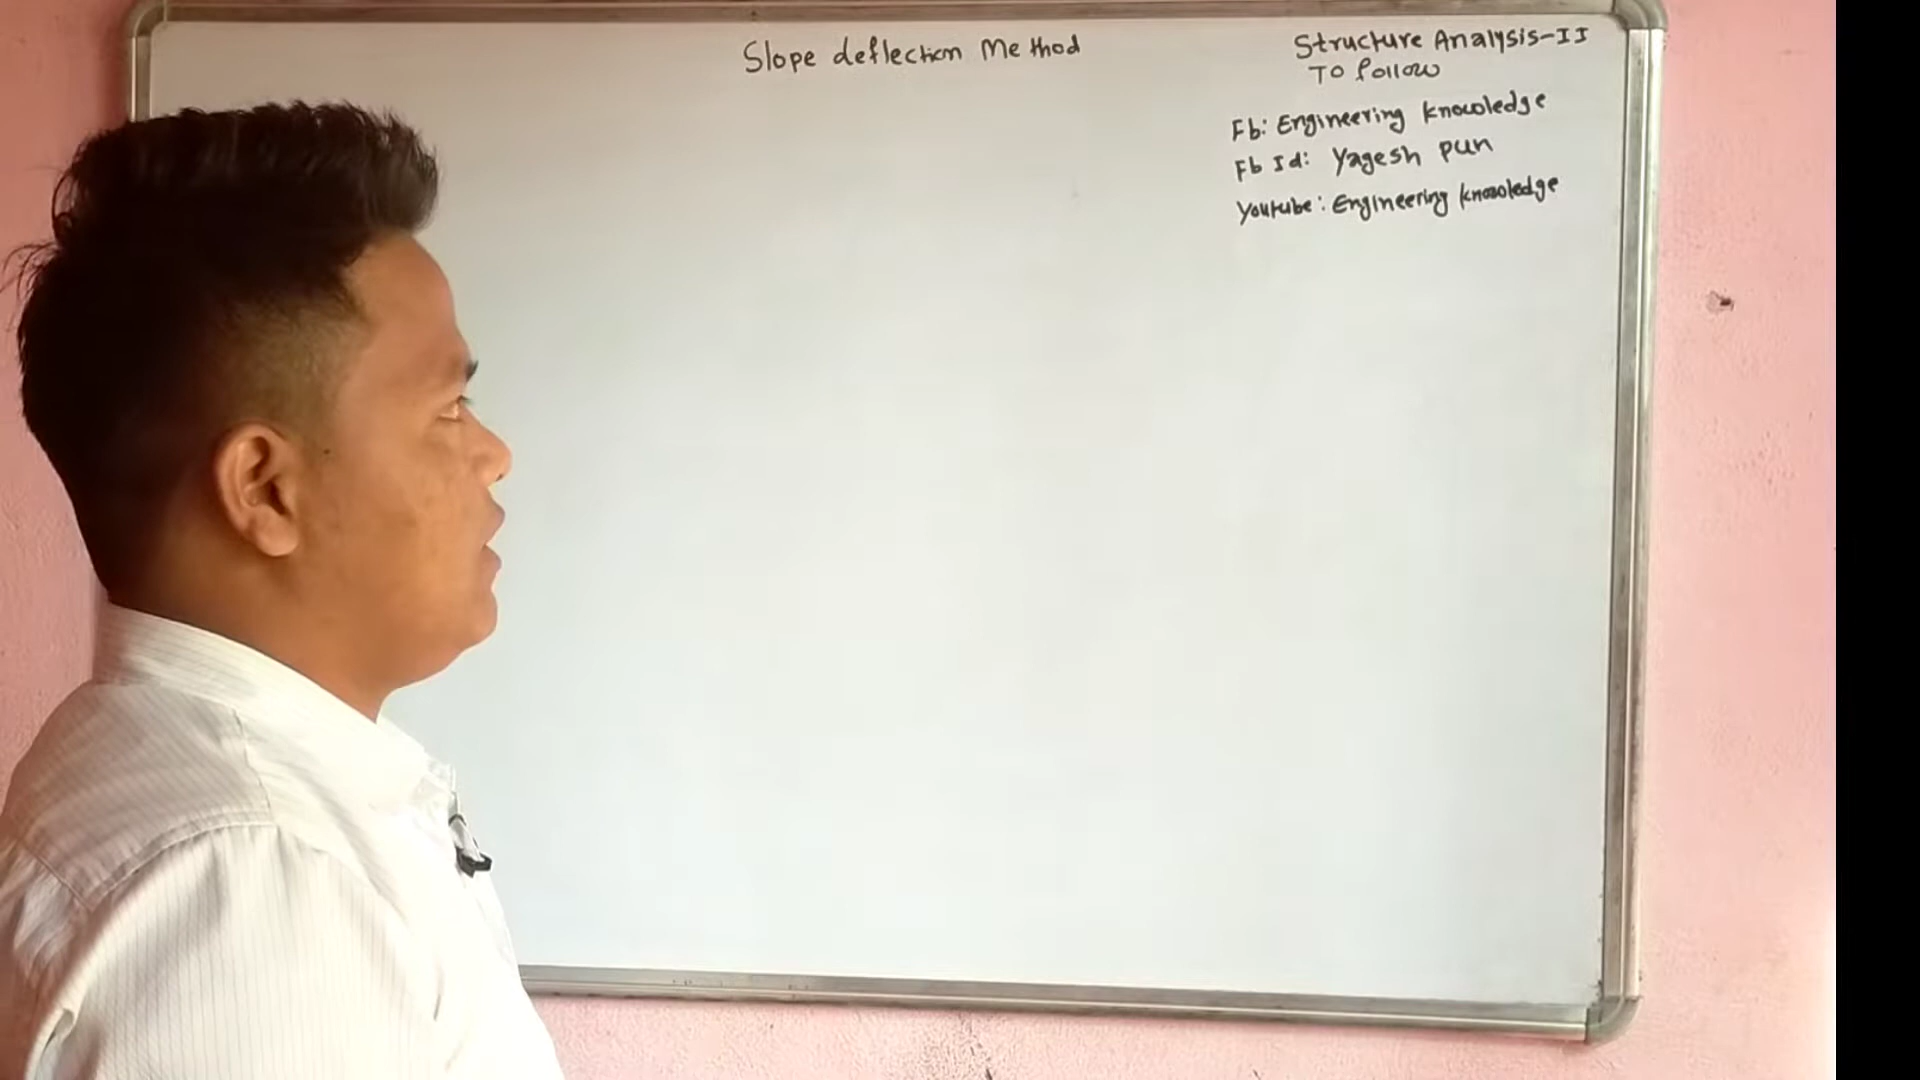 Slope deflection Method
Structure Analysis-II
To follow
Fb: Engineering knowledge
Fb Id: Yagesh pun
Youtube: Engineering knowledge